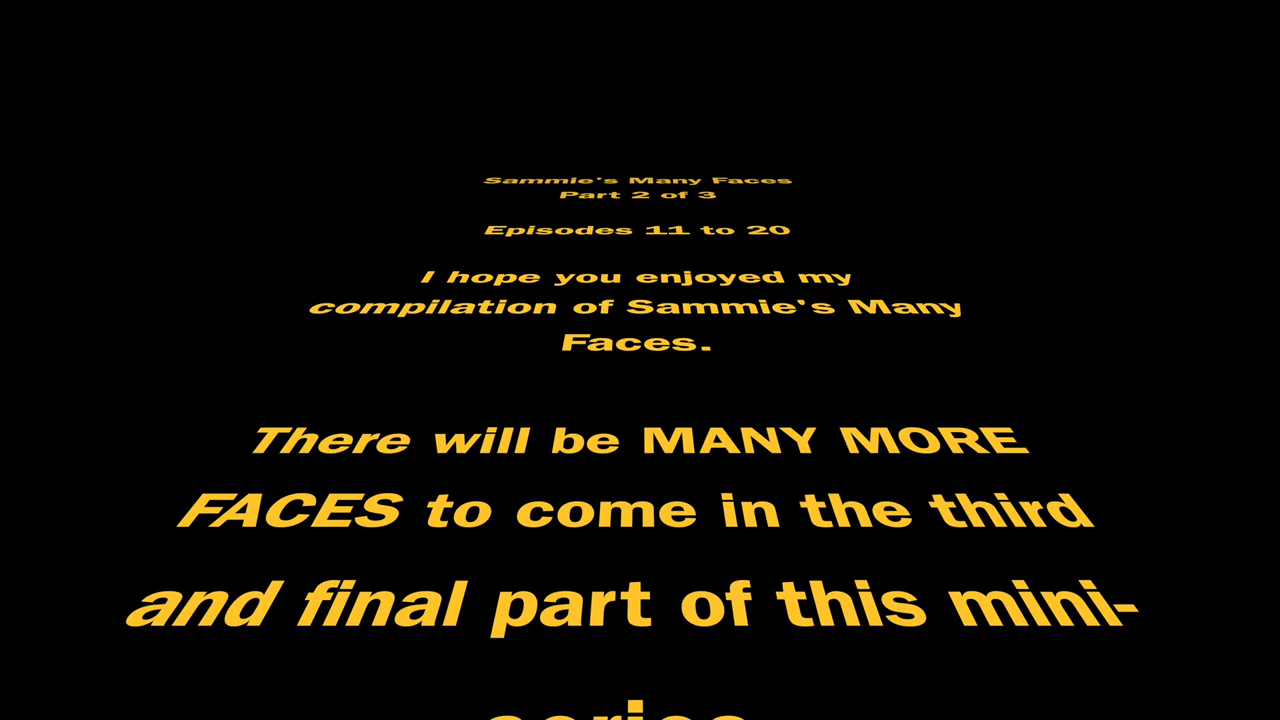 Sammie's Many Faces
Part 2 of 3
Episodes 11 to 20
I hope you enjoyed my
compilation of Sammie's Many
Faces.
There will be MANY MORE
FACES to come in the third
and final part of this mini-
series